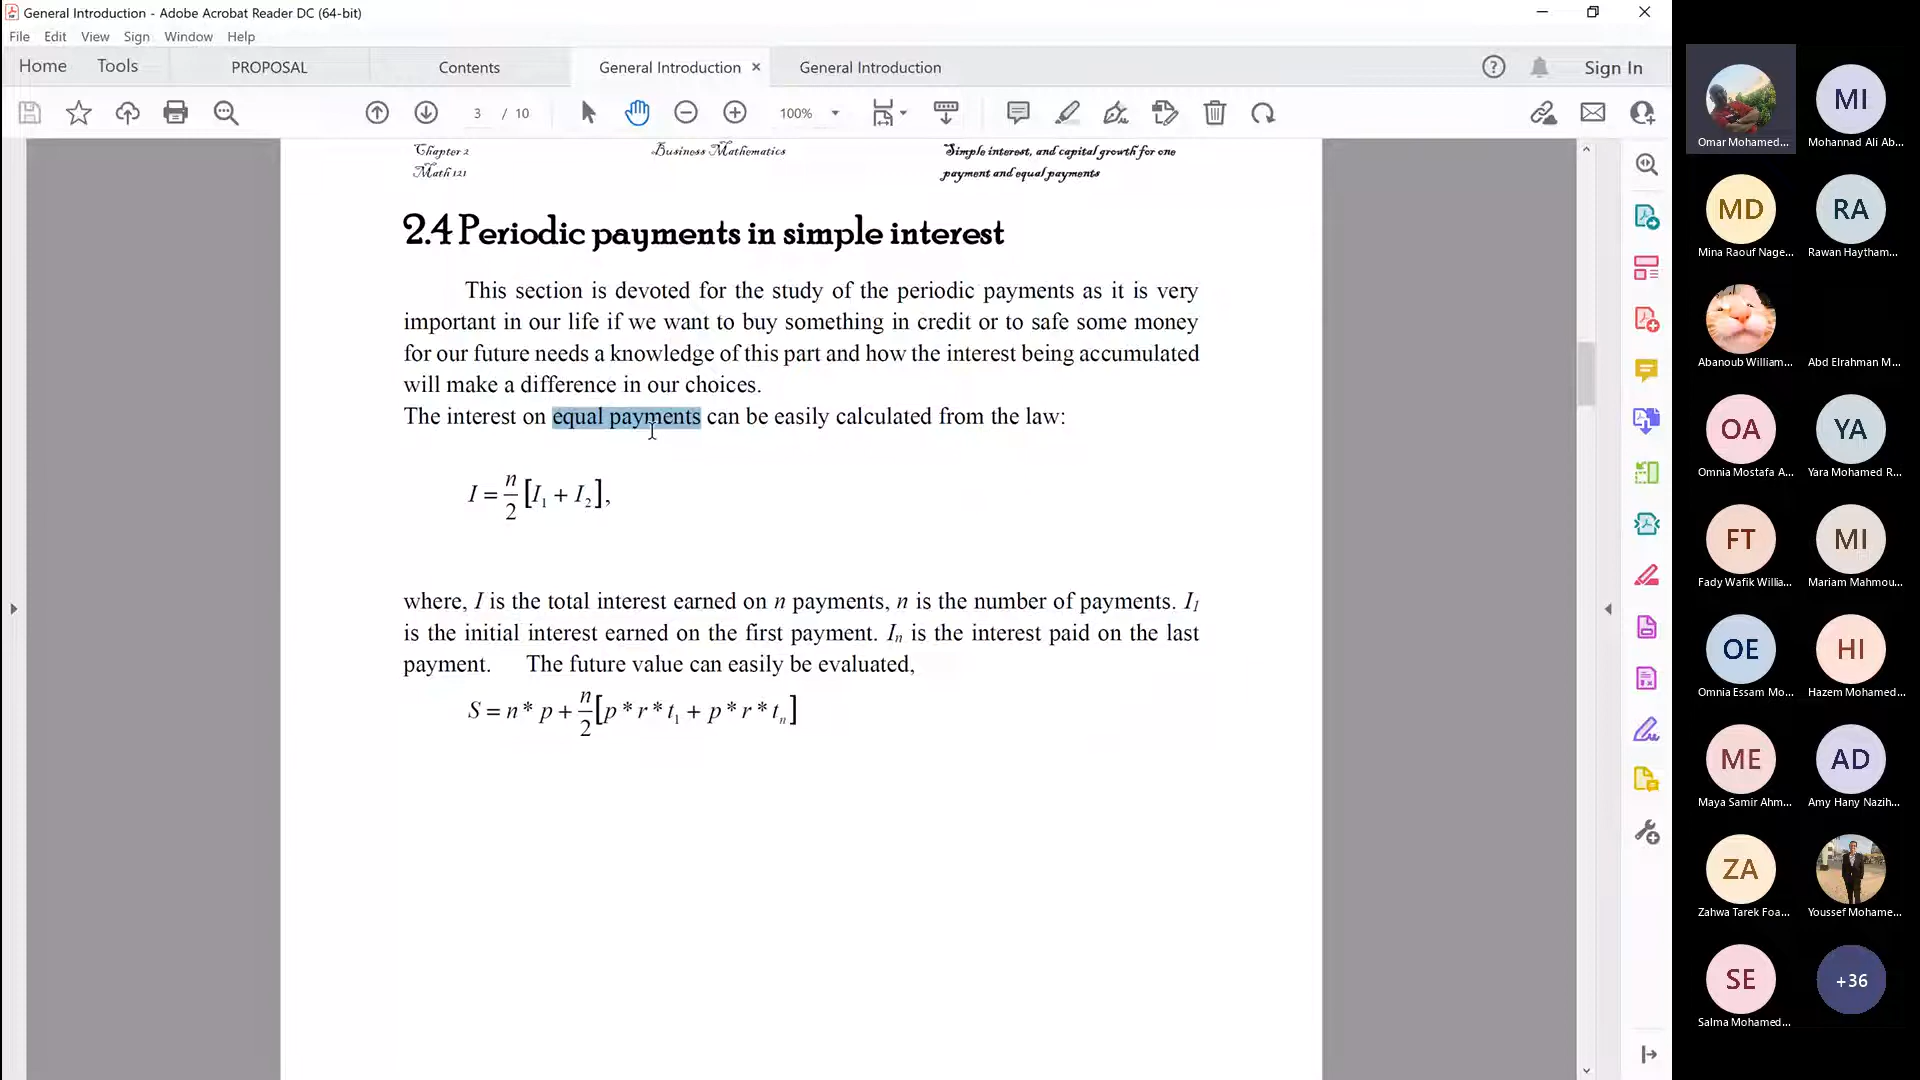 General Introduction - Adobe Acrobat Reader DC (64-bit)
File Edit View Sign Window Help
Home Tools PROPOSAL Contents General Introduction × General Introduction Sign In
3 / 10 100%
Chapter 2 Business Mathematics Simple interest, and capital growth for one
Math 121 payment and equal payments
2.4 Periodic payments in simple interest
This section is devoted for the study of the periodic payments as it is very
important in our life if we want to buy something in credit or to safe some money
for our future needs a knowledge of this part and how the interest being accumulated
will make a difference in our choices.
The interest on equal payments can be easily calculated from the law:
I = n/2 [I₁ + I₂],
where, I is the total interest earned on n payments, n is the number of payments. I₁
is the initial interest earned on the first payment. Iₙ is the interest paid on the last
payment. The future value can easily be evaluated,
S = n * p + n/2 [p * r * t₁ + p * r * tₙ]
Omar Mohamed...
MI
Mohannad Ali Ab...
MD
Mina Raouf Nage...
RA
Rawan Haytham...
Abanoub William...
Abd Elrahman M...
OA
Omnia Mostafa A...
YA
Yara Mohamed R...
FT
Fady Wafik Willia...
MI
Mariam Mahmou...
OE
Omnia Essam Mo...
HI
Hazem Mohamed...
ME
Maya Samir Ahm...
AD
Amy Hany Nazih...
ZA
Zahwa Tarek Foa...
Youssef Mohame...
SE
Salma Mohamed...
+36